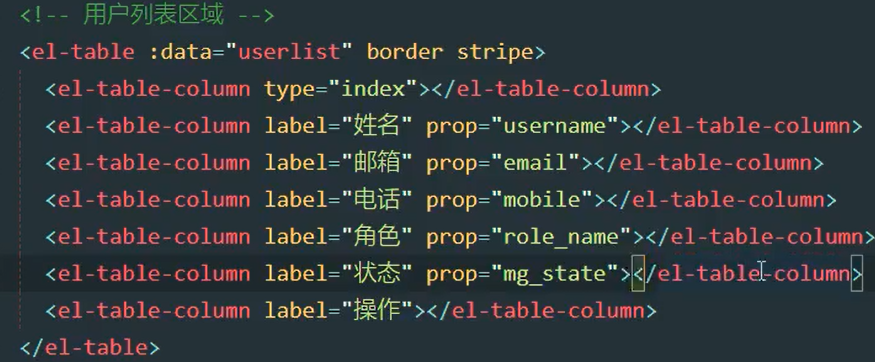 <!-- 用户列表区域 -->
<el-table :data="userlist" border stripe>
<el-table-column type="index"></el-table-column>
<el-table-column label="姓名" prop="username"></el-table-column>
<el-table-column label="邮箱" prop="email"></el-table-column>
<el-table-column label="电话" prop="mobile"></el-table-column>
<el-table-column label="角色" prop="role_name"></el-table-column>
<el-table-column label="状态" prop="mg_state"></el-table-column>
<el-table-column label="操作"></el-table-column>
</el-table>